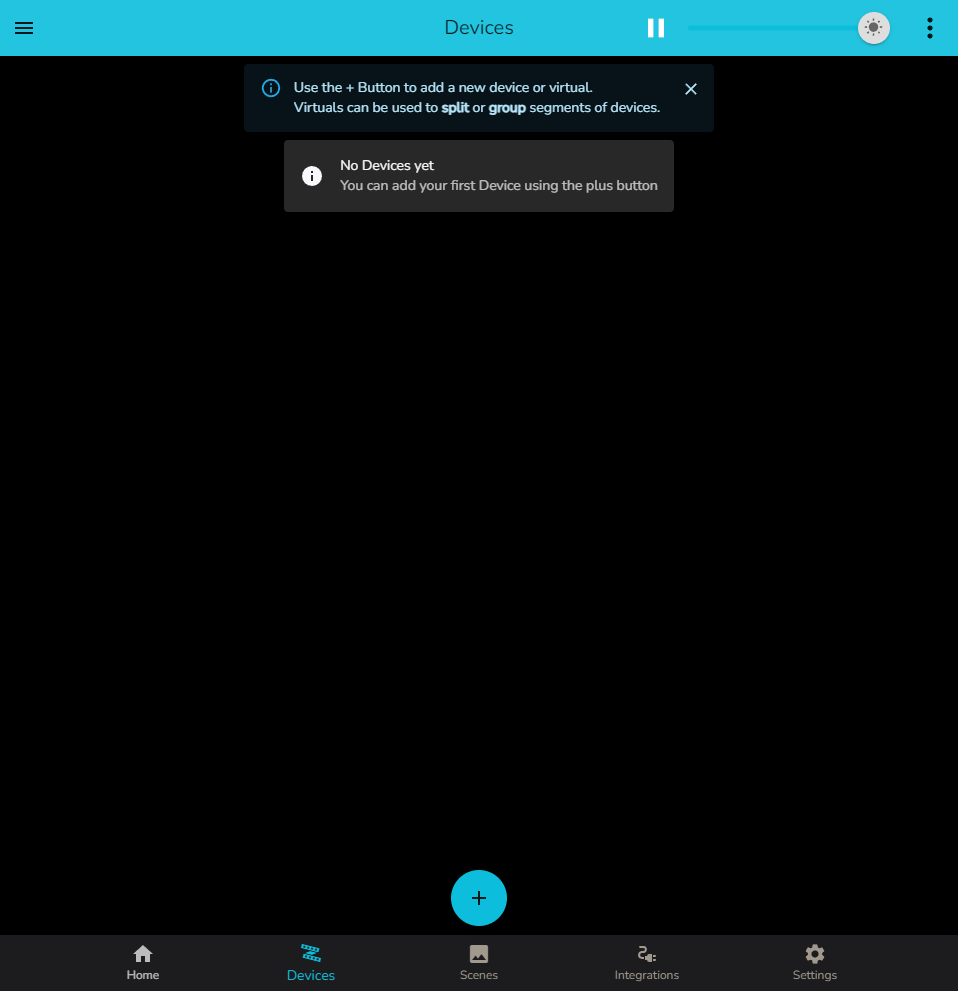 Devices
Use the + Button to add a new device or virtual.
Virtuals can be used to split or group segments of devices.
No Devices yet
You can add your first Device using the plus button
Home
Devices
Scenes
Integrations
Settings